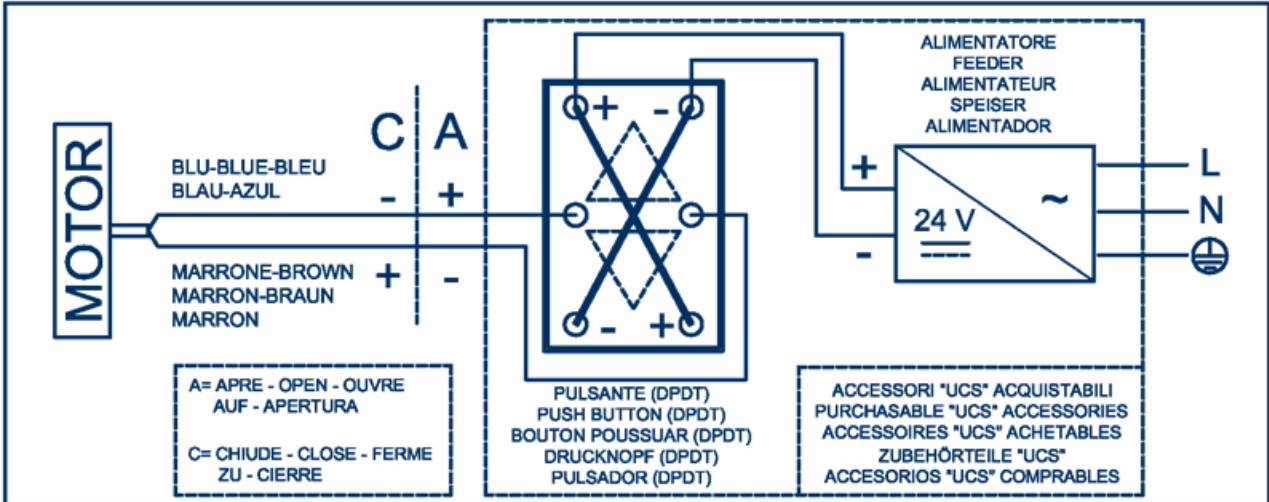 MOTOR
BLU-BLUE-BLEU
BLAU-AZUL
MARRONE-BROWN
MARRON-BRAUN
MARRON
C A
- +
+ -
A= APRE - OPEN - OUVRE
AUF - APERTURA
C= CHIUDE - CLOSE - FERME
ZU - CIERRE
+ -
- +
PULSANTE (DPDT)
PUSH BUTTON (DPDT)
BOUTON POUSSUAR (DPDT)
DRUCKNOPF (DPDT)
PULSADOR (DPDT)
ALIMENTATORE
FEEDER
ALIMENTATEUR
SPEISER
ALIMENTADOR
+
-
24 V
~
L
N
ACCESSORI "UCS" ACQUISTABILI
PURCHASABLE "UCS" ACCESSORIES
ACCESSOIRES "UCS" ACHETABLES
ZUBEHÖRTEILE "UCS"
ACCESORIOS "UCS" COMPRABLES